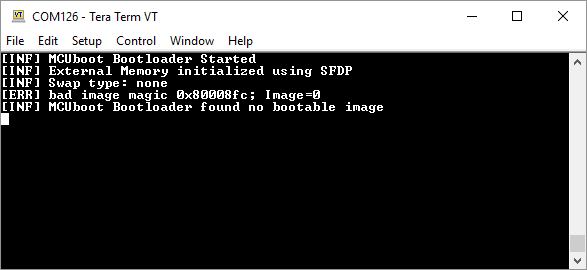 COM126 - Tera Term VT
File Edit Setup Control Window Help
[INF] MCUboot Bootloader Started
[INF] External Memory initialized using SFDP
[INF] Swap type: none
[ERR] bad image magic 0x80008fc; Image=0
[INF] MCUboot Bootloader found no bootable image